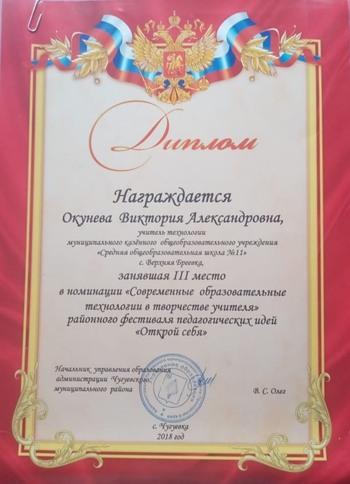 Диплом
Награждается
Окунева Виктория Александровна,
учитель технологии
муниципального казённого общеобразовательного учреждения
«Средняя общеобразовательная школа №11»
с. Верхняя Бреевка,
занявшая III место
в номинации «Современные образовательные
технологии в творчестве учителя»
районного фестиваля педагогических идей
«Открой себя»
Начальник управления образования
администрации Чугуевского
муниципального района
В. С. Олег
с. Чугуевка
2018 год